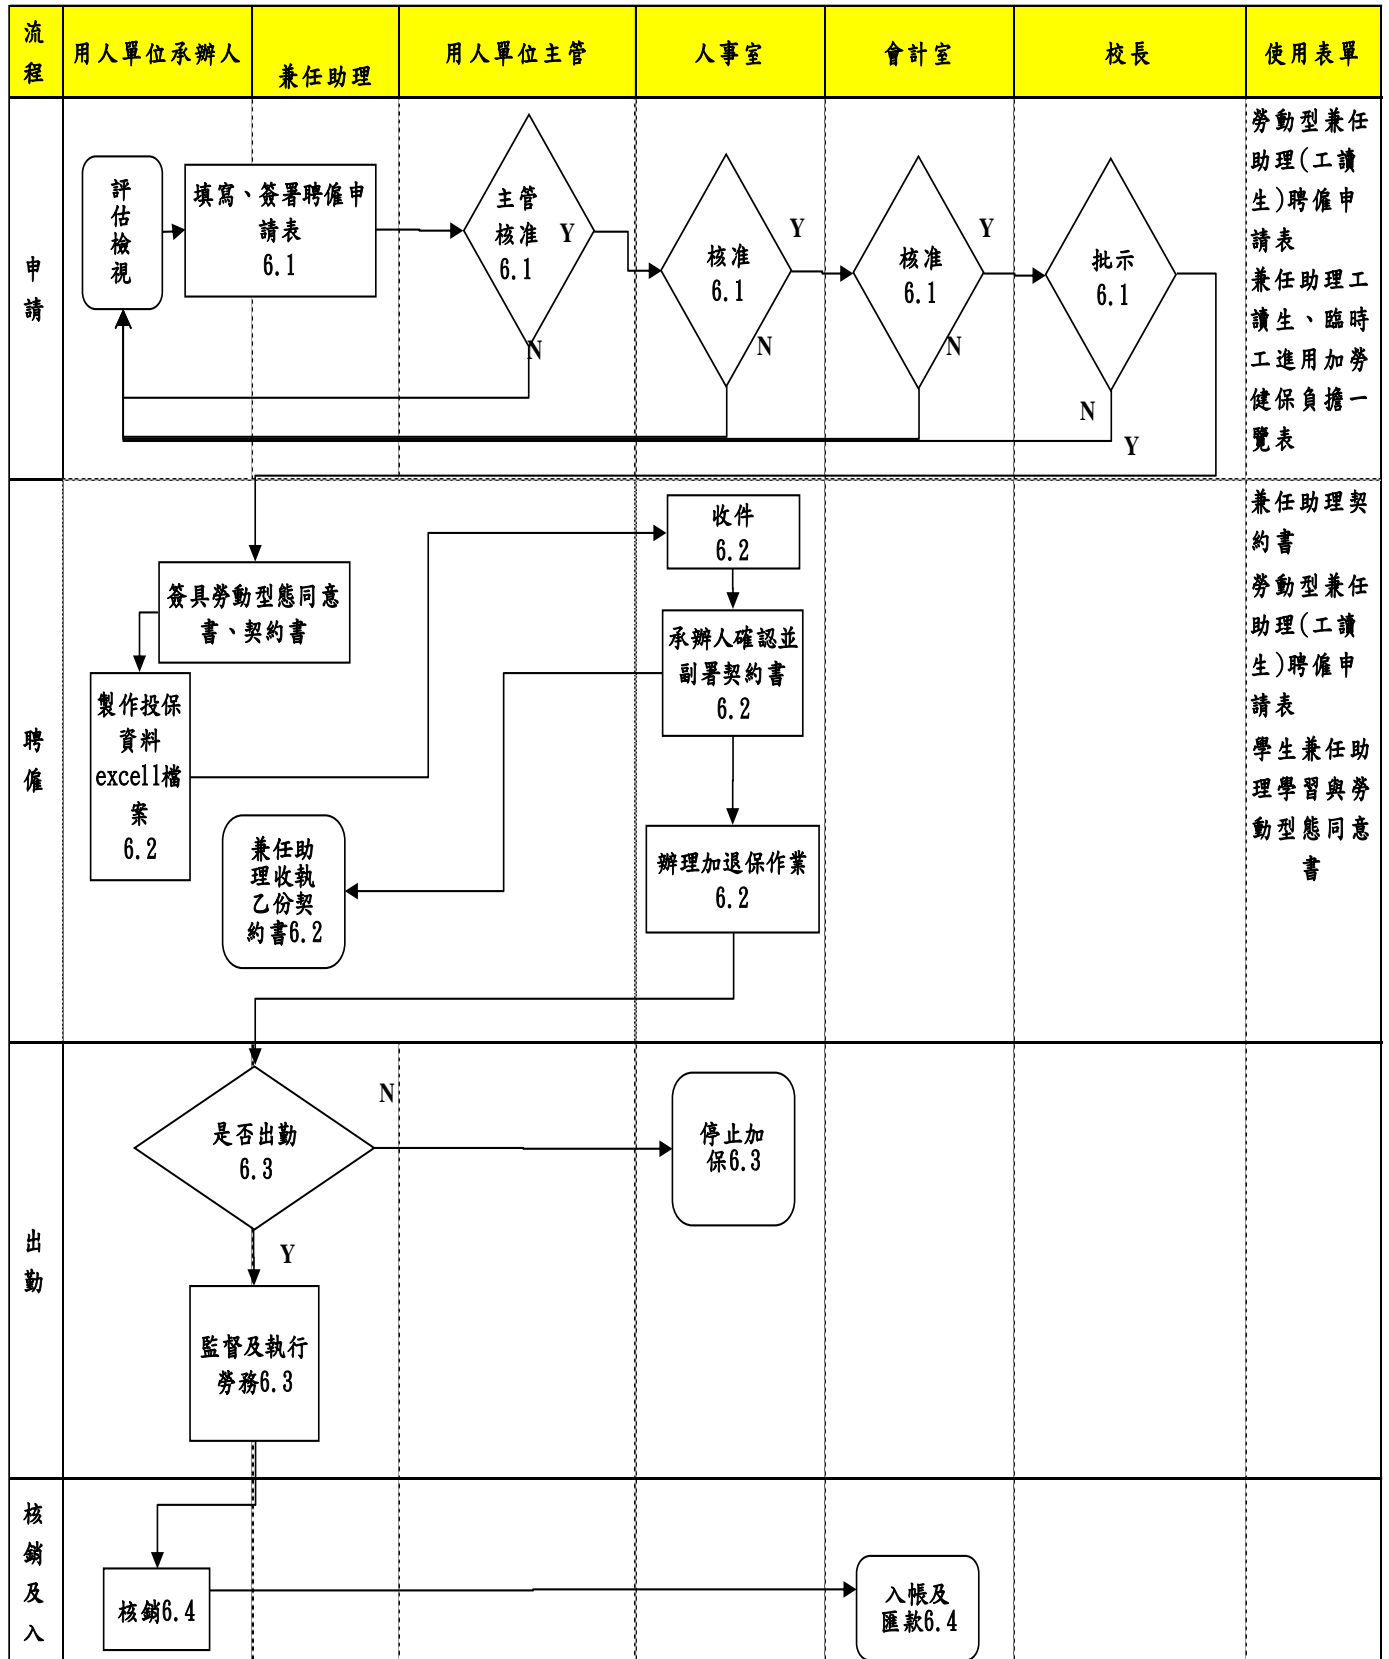 流
程
用人單位承辦人
兼任助理
用人單位主管
人事室
會計室
校長
使用表單
申
請
評
估
檢
視
填寫、簽署聘僱申
請表
6.1
主管
核准
6.1
Y
N
核准
6.1
Y
N
核准
6.1
Y
N
批示
6.1
N
Y
勞動型兼任
助理(工讀
生)聘僱申
請表
兼任助理工
讀生、臨時
工進用加勞
健保負擔一
覽表
聘
僱
簽具勞動型態同意
書、契約書
製作投保
資料
excell檔
案
6.2
兼任助
理收執
乙份契
約書6.2
收件
6.2
承辦人確認並
副署契約書
6.2
辦理加退保作業
6.2
兼任助理契
約書
勞動型兼任
助理(工讀
生)聘僱申
請表
學生兼任助
理學習與勞
動型態同意
書
出
勤
是否出勤
6.3
N
Y
停止加
保6.3
監督及執行
勞務6.3
核
銷
及
入
核銷6.4
入帳及
匯款6.4